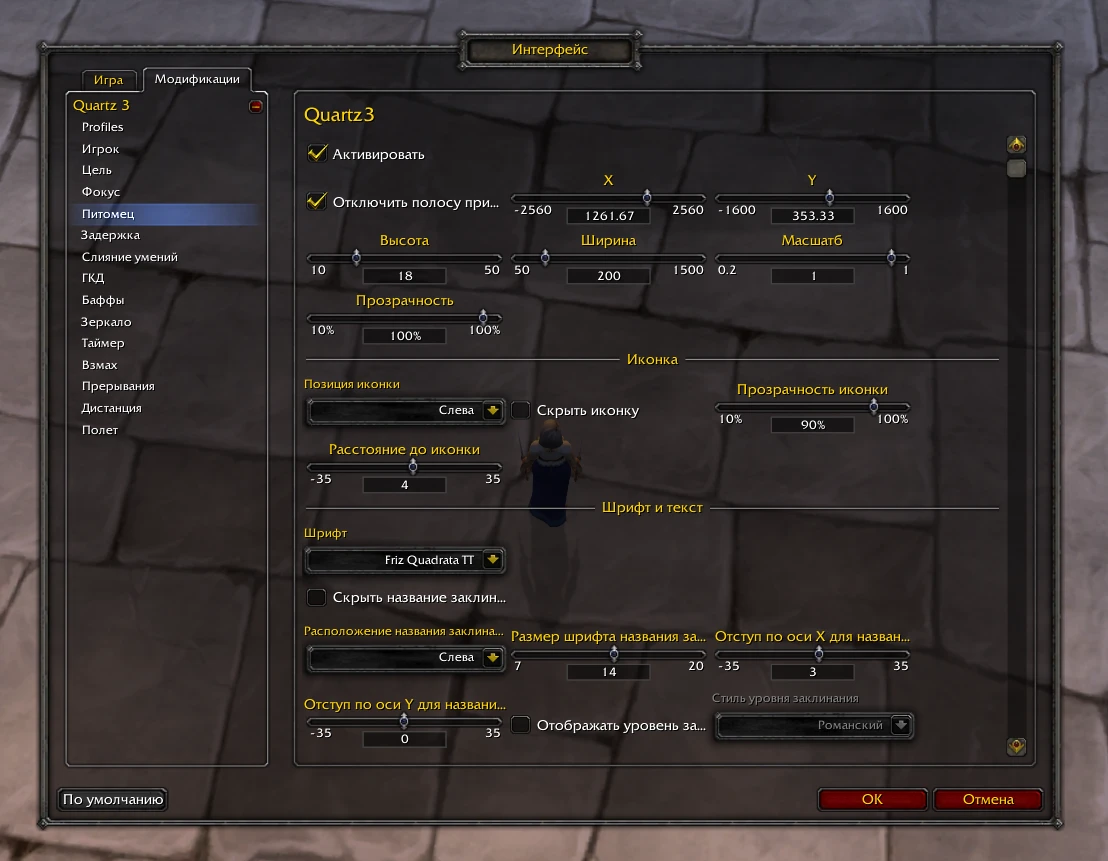 Интерфейс
Игра
Модификации
Quartz 3
Profiles
Игрок
Цель
Фокус
Питомец
Задержка
Слияние умений
ГКД
Баффы
Зеркало
Таймер
Взмах
Прерывания
Дистанция
Полет
Quartz3
Активировать
Отключить полосу при...
X
-2560
1261.67
2560
Y
-1600
353.33
1600
Высота
10
18
50
Ширина
50
200
1500
Масшатб
0.2
1
1
Прозрачность
10%
100%
100%
Иконка
Позиция иконки
Слева
Скрыть иконку
Прозрачность иконки
10%
90%
100%
Расстояние до иконки
-35
4
35
Шрифт и текст
Шрифт
Friz Quadrata TT
Скрыть название заклин...
Расположение названия заклина...
Слева
Размер шрифта названия за...
7
14
20
Отступ по оси X для назван...
-35
3
35
Отступ по оси Y для названи...
-35
0
35
Отображать уровень за...
Стиль уровня заклинания
Романский
По умолчанию
ОК
Отмена